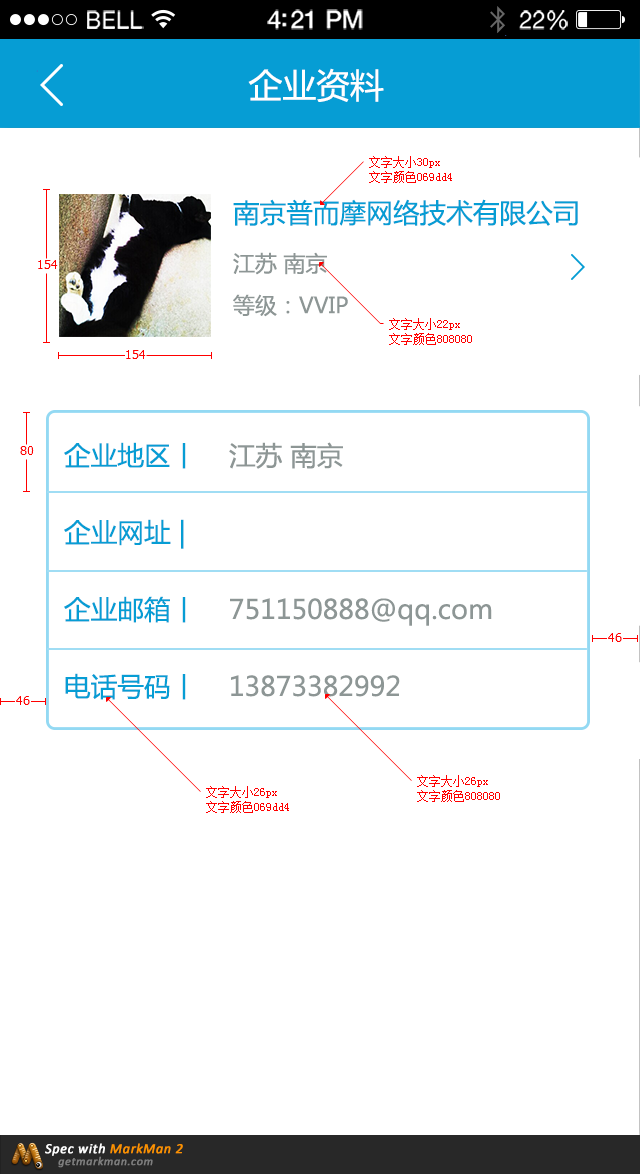 BELL 4:21 PM 22%
企业资料
文字大小30px
文字颜色069dd4
南京普而摩网络技术有限公司
154
江苏 南京
等级：VVIP
文字大小22px
文字颜色808080
154
80
企业地区 | 江苏 南京
企业网址 |
企业邮箱 | 751150888@qq.com
46
电话号码 | 13873382992
46
文字大小26px
文字颜色808080
文字大小26px
文字颜色069dd4
Spec with MarkMan 2
getmarkman.com